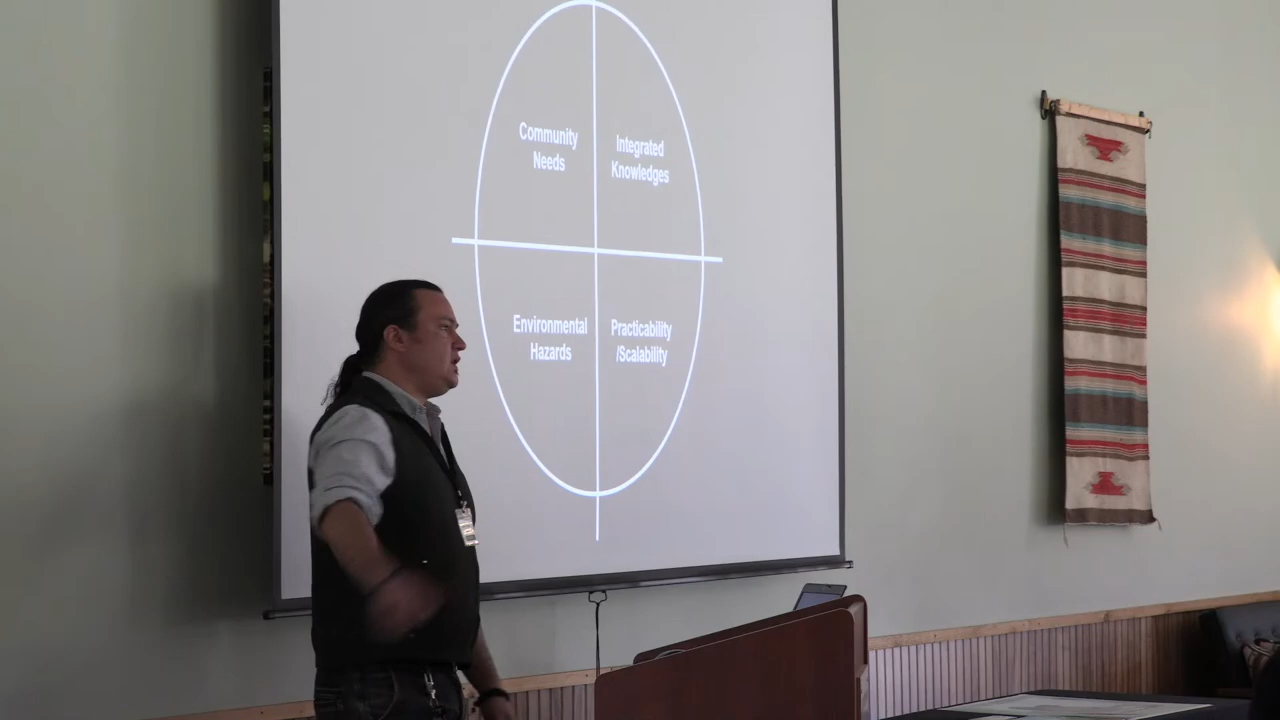 Community
Needs
Integrated
Knowledges
Environmental
Hazards
Practicability
/Scalability